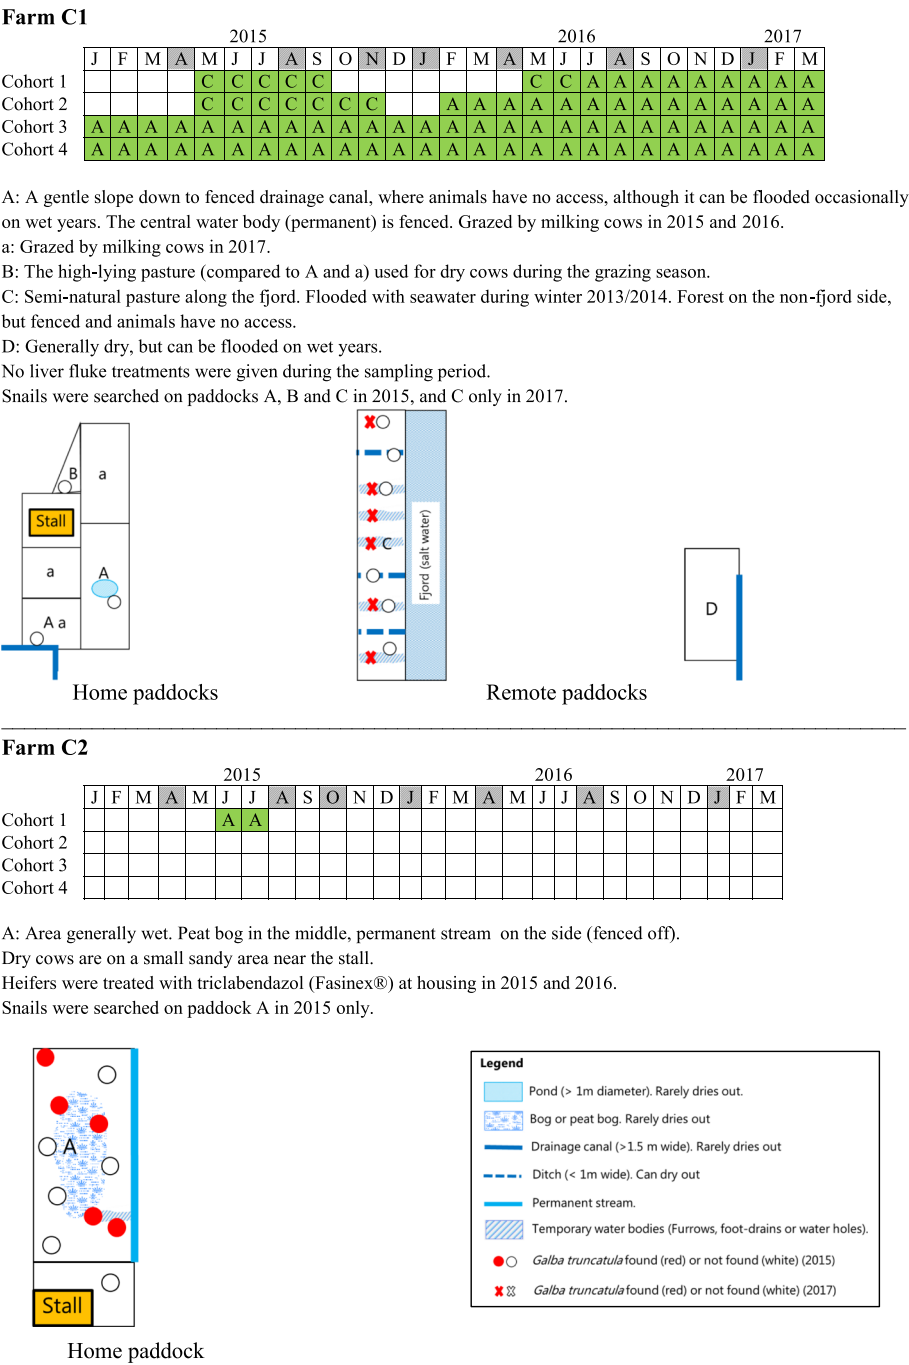 Farm C1
2015 2016 2017
J F M A M J J A S O N D J F M A M J J A S O N D J F M
Cohort 1 C C C C C C C A A A A A A A A A
Cohort 2 C C C C C C C A A A A A A A A A A A A A A
Cohort 3 A A A A A A A A A A A A A A A A A A A A A A A A A A A
Cohort 4 A A A A A A A A A A A A A A A A A A A A A A A A A A A
A: A gentle slope down to fenced drainage canal, where animals have no access, although it can be flooded occasionally
on wet years. The central water body (permanent) is fenced. Grazed by milking cows in 2015 and 2016.
a: Grazed by milking cows in 2017.
B: The high-lying pasture (compared to A and a) used for dry cows during the grazing season.
C: Semi-natural pasture along the fjord. Flooded with seawater during winter 2013/2014. Forest on the non-fjord side,
but fenced and animals have no access.
D: Generally dry, but can be flooded on wet years.
No liver fluke treatments were given during the sampling period.
Snails were searched on paddocks A, B and C in 2015, and C only in 2017.
B
a
Stall
a
A
A a
C
Fjord (salt water)
D
Home paddocks
Remote paddocks
Farm C2
2015 2016 2017
J F M A M J J A S O N D J F M A M J J A S O N D J F M
Cohort 1 A A
Cohort 2
Cohort 3
Cohort 4
A: Area generally wet. Peat bog in the middle, permanent stream on the side (fenced off).
Dry cows are on a small sandy area near the stall.
Heifers were treated with triclabendazol (Fasinex®) at housing in 2015 and 2016.
Snails were searched on paddock A in 2015 only.
A
Stall
Home paddock
Legend
Pond (> 1m diameter). Rarely dries out.
Bog or peat bog. Rarely dries out
Drainage canal (>1.5 m wide). Rarely dries out
Ditch (< 1m wide). Can dry out
Permanent stream.
Temporary water bodies (Furrows, foot-drains or water holes).
Galba truncatula found (red) or not found (white) (2015)
Galba truncatula found (red) or not found (white) (2017)